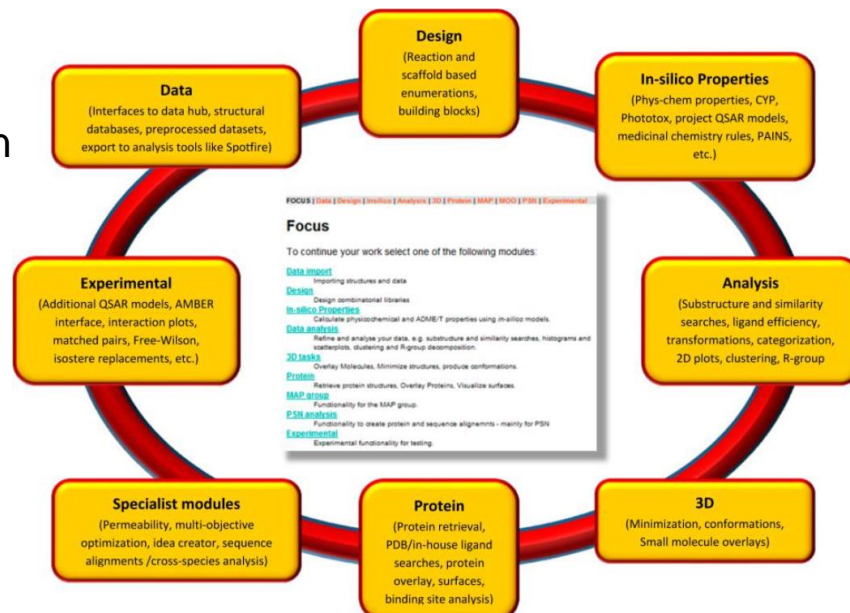 Design
(Reaction and
scaffold based
enumerations,
building blocks)
Data
(Interfaces to data hub, structural
databases, preprocessed datasets,
export to analysis tools like Spotfire)
In-silico Properties
(Phys-chem properties, CYP,
Phototox, project QSAR models,
medicinal chemistry rules, PAINS,
etc.)
n
FOCUS | Data | Design | Insilico | Analysis | 3D | Protein | MAP | MOO | PSN | Experimental
Focus
To continue your work select one of the following modules:
Data import
Importing structures and data
Design
Design combinatorial libraries
In-silico Properties
Calculate physicochemical and ADME/T properties using in-silico models.
Data analysis
Refine and analyse your data, e.g. substructure and similarity searches, histograms and
scatterplots, clustering and R-group decomposition.
3D tasks
Overlay Molecules, Minimize structures, produce conformations.
Protein
Retrieve protein structures, Overlay Proteins, Visualize surfaces.
MAP group
Functionality for the MAP group.
PSN analysis
Functionality to create protein and sequence alignemnts - mainly for PSN
Experimental
Experimental functionality for testing.
Experimental
(Additional QSAR models, AMBER
interface, interaction plots,
matched pairs, Free-Wilson,
isostere replacements, etc.)
Analysis
(Substructure and similarity
searches, ligand efficiency,
transformations, categorization,
2D plots, clustering, R-group
Specialist modules
(Permeability, multi-objective
optimization, idea creator, sequence
alignments /cross-species analysis)
Protein
(Protein retrieval,
PDB/in-house ligand
searches, protein
overlay, surfaces,
binding site analysis)
3D
(Minimization, conformations,
Small molecule overlays)